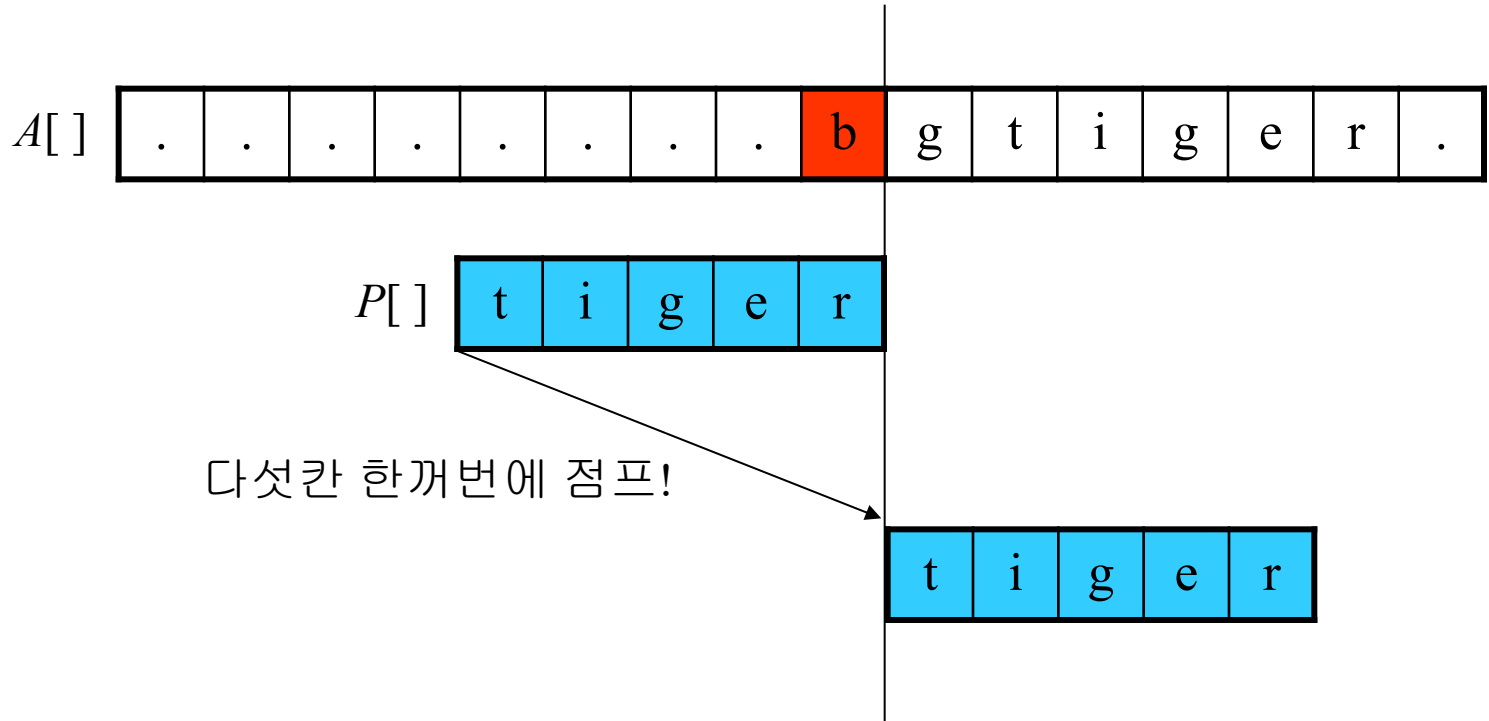 A[ ] . . . . . . . . b g t i g e r .
P[ ] t i g e r
다섯칸 한꺼번에 점프!
t i g e r